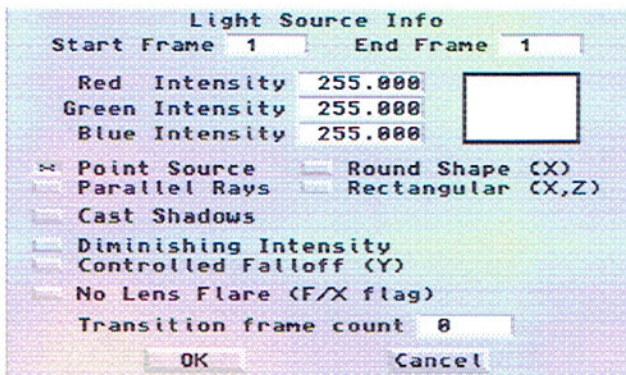 Light Source Info
Start Frame 1 End Frame 1
Red Intensity 255.000
Green Intensity 255.000
Blue Intensity 255.000
Point Source Round Shape (X)
Parallel Rays Rectangular (X,Z)
Cast Shadows
Diminishing Intensity
Controlled Falloff (Y)
No Lens Flare (F/X flag)
Transition frame count 0
OK Cancel